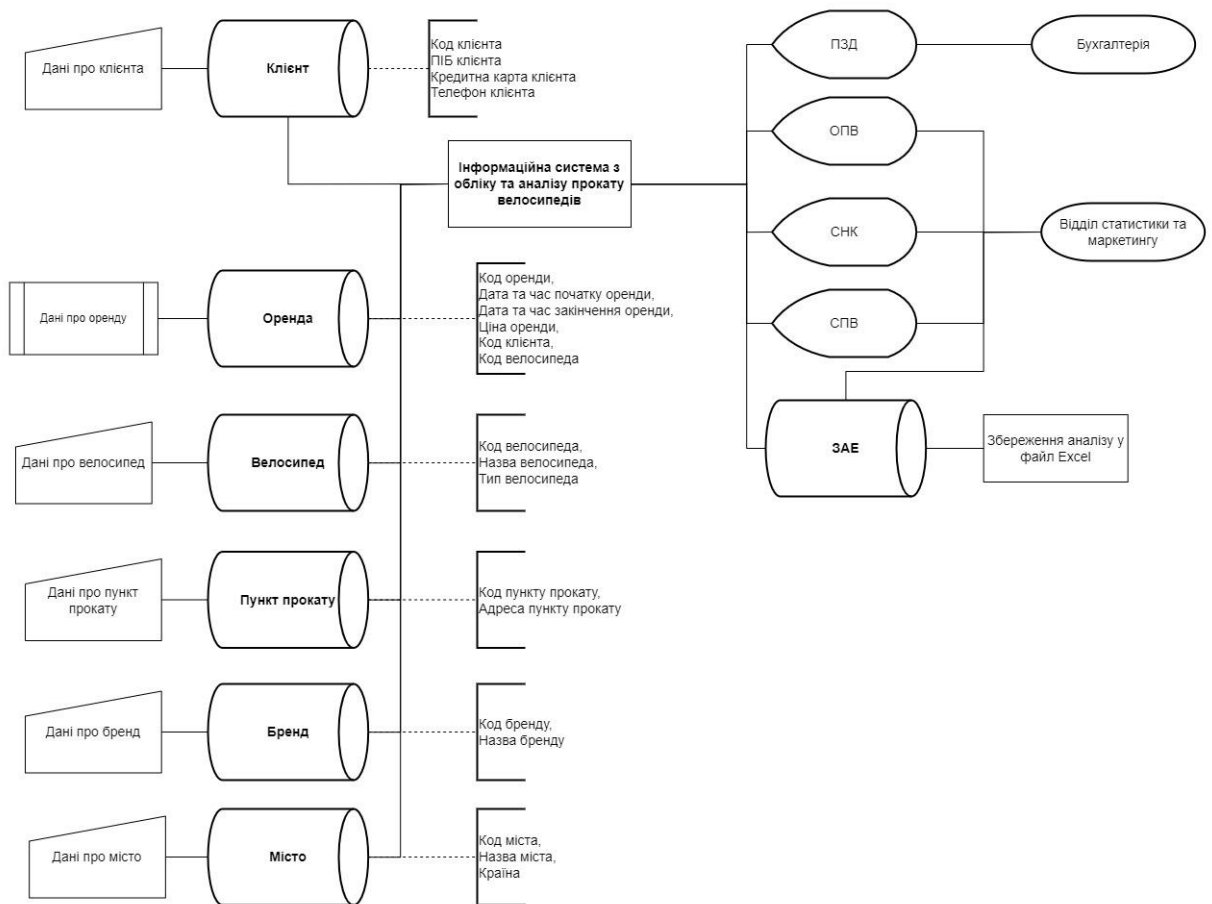 Дані про клієнта
Клієнт
Код клієнта
ПІБ клієнта
Кредитна карта клієнта
Телефон клієнта
ПЗД
Бухгалтерія
ОПВ
Інформаційна система з
обліку та аналізу прокату
велосипедів
СНК
Відділ статистики та
маркетингу
СПВ
Дані про оренду
Оренда
Код оренди,
Дата та час початку оренди,
Дата та час закінчення оренди,
Ціна оренди,
Код клієнта,
Код велосипеда
ЗАЕ
Збереження аналізу у
файл Excel
Дані про велосипед
Велосипед
Код велосипеда,
Назва велосипеда,
Тип велосипеда
Дані про пункт
прокату
Пункт прокату
Код пункту прокату,
Адреса пункту прокату
Дані про бренд
Бренд
Код бренду,
Назва бренду
Дані про місто
Місто
Код міста,
Назва міста,
Країна